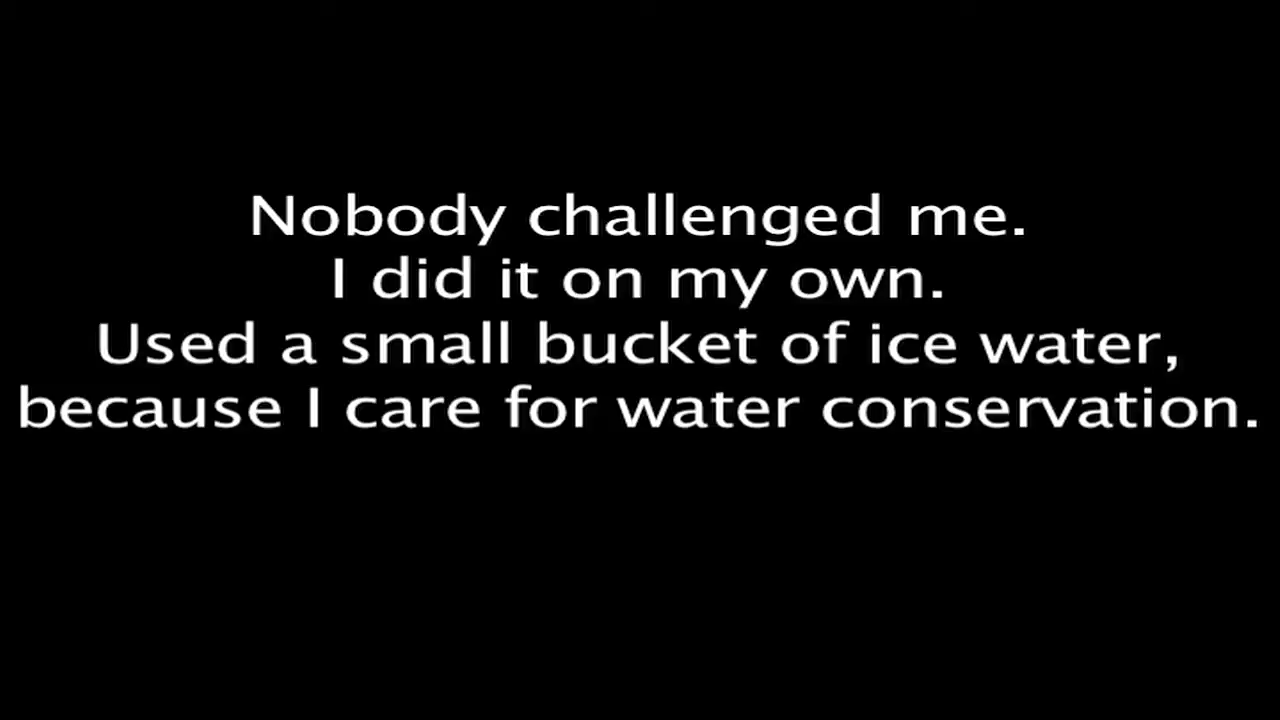 Nobody challenged me.
I did it on my own.
Used a small bucket of ice water,
because I care for water conservation.